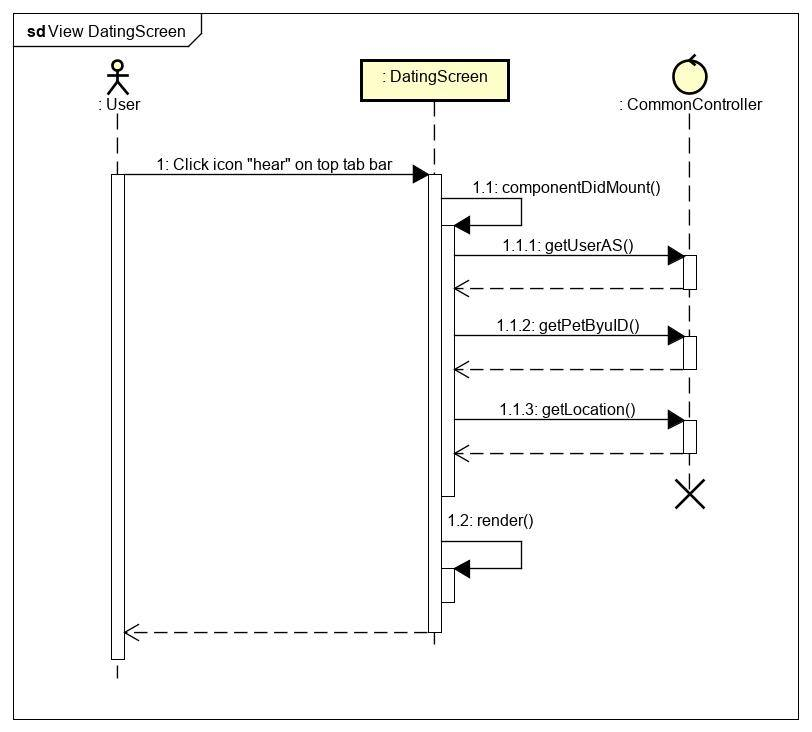 sd View DatingScreen
: User
: DatingScreen
: CommonController
1: Click icon "hear" on top tab bar
1.1: componentDidMount()
1.1.1: getUserAS()
1.1.2: getPetByuID()
1.1.3: getLocation()
1.2: render()